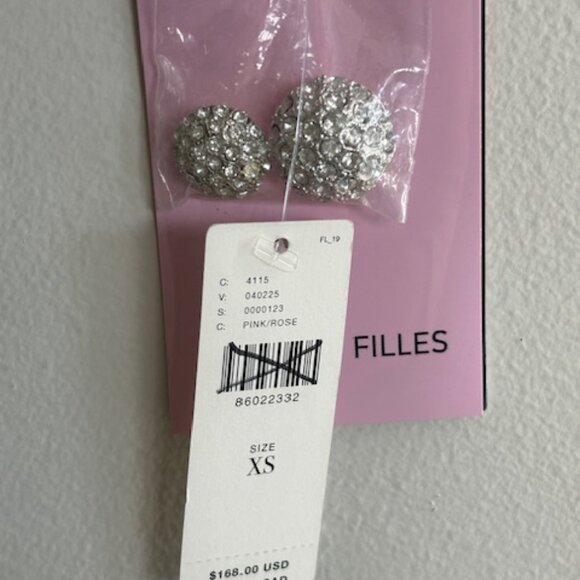 FL_19
C: 4115
V: 040225
S: 0000123
C: PINK/ROSE
FILLES
86022332
SIZE
XS
$168.00 USD